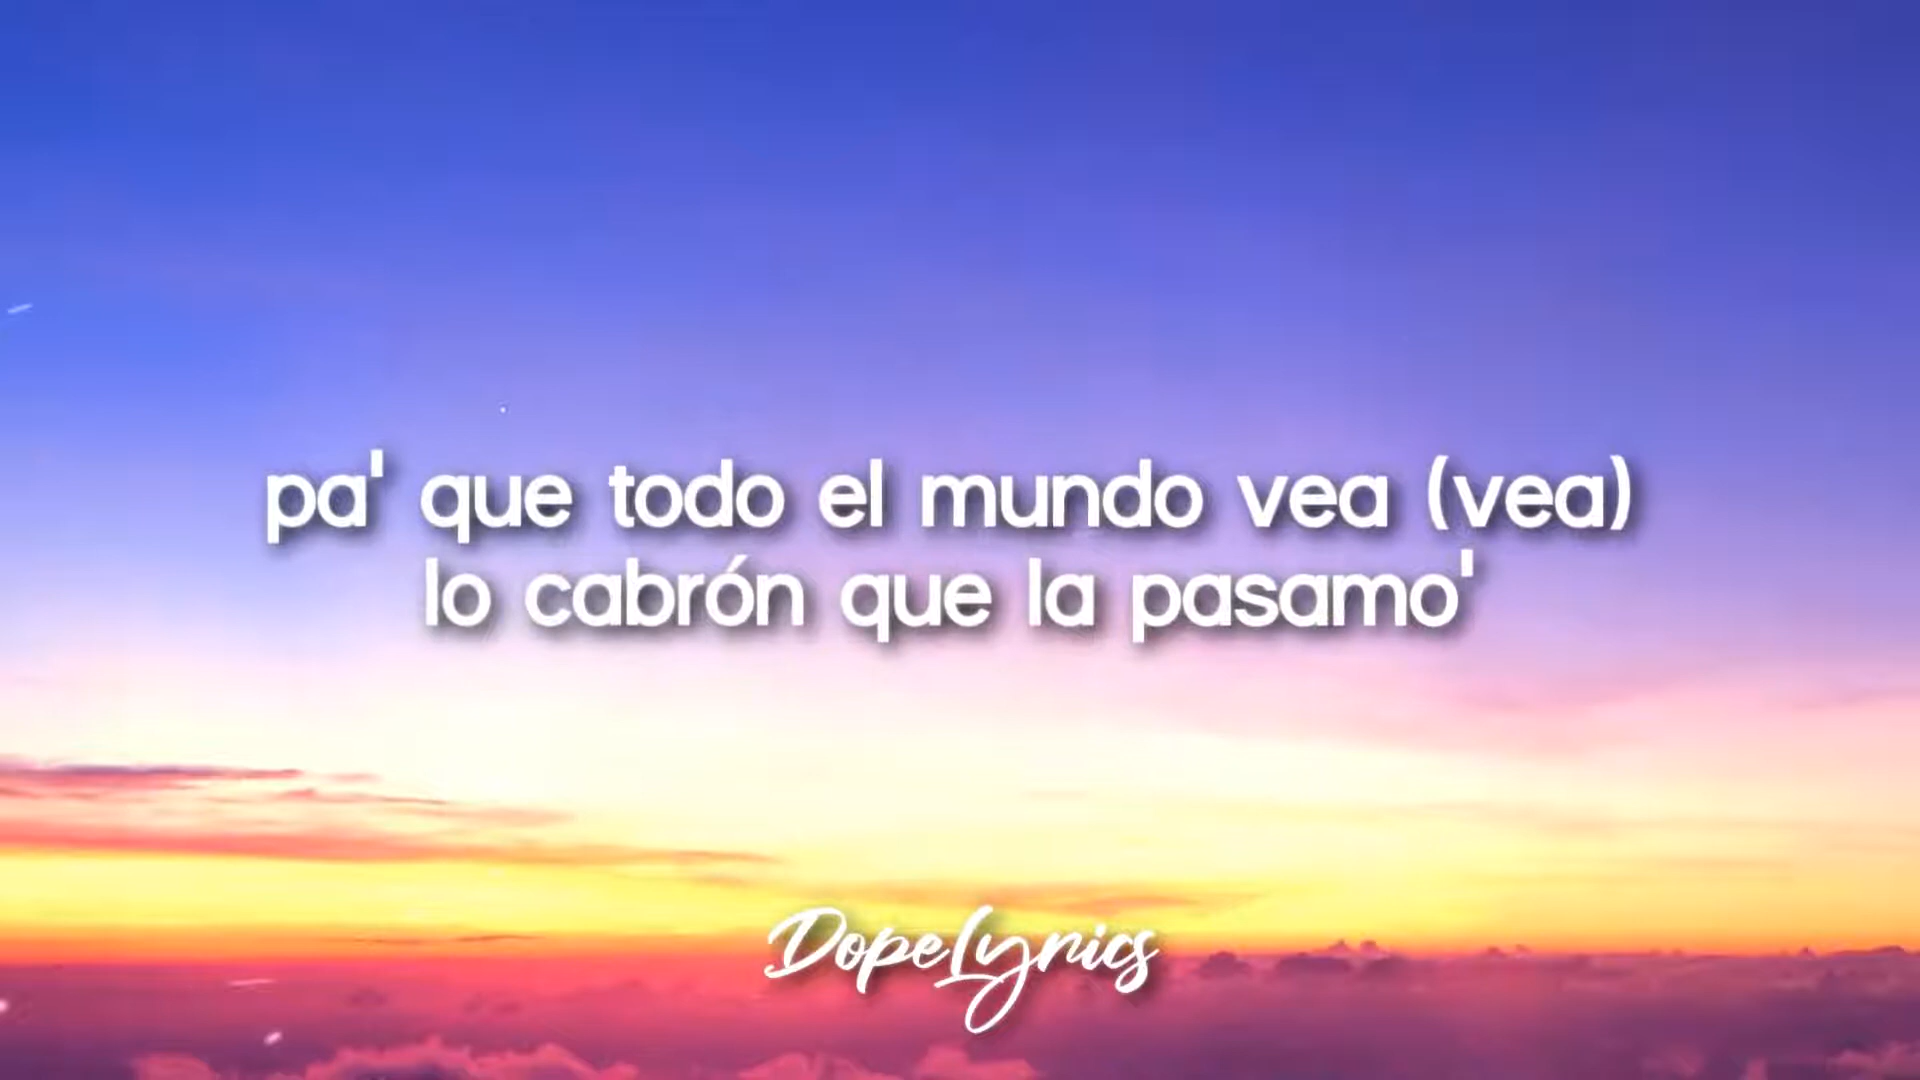 pa' que todo el mundo vea (vea)
lo cabrón que la pasamo'
DopeLyrics